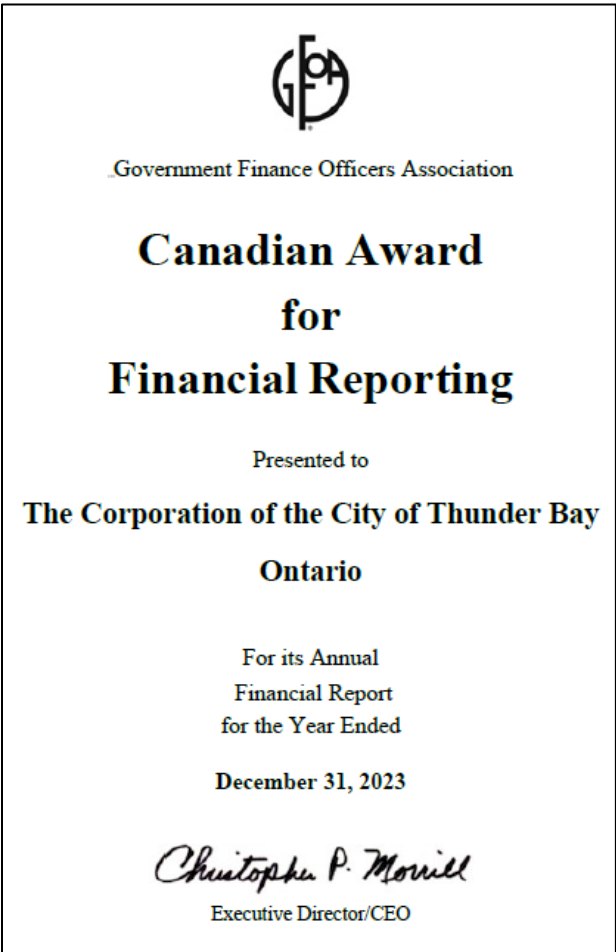 GFOA
Government Finance Officers Association
Canadian Award
for
Financial Reporting
Presented to
The Corporation of the City of Thunder Bay
Ontario
For its Annual
Financial Report
for the Year Ended
December 31, 2023
Christopher P. Morrill
Executive Director/CEO